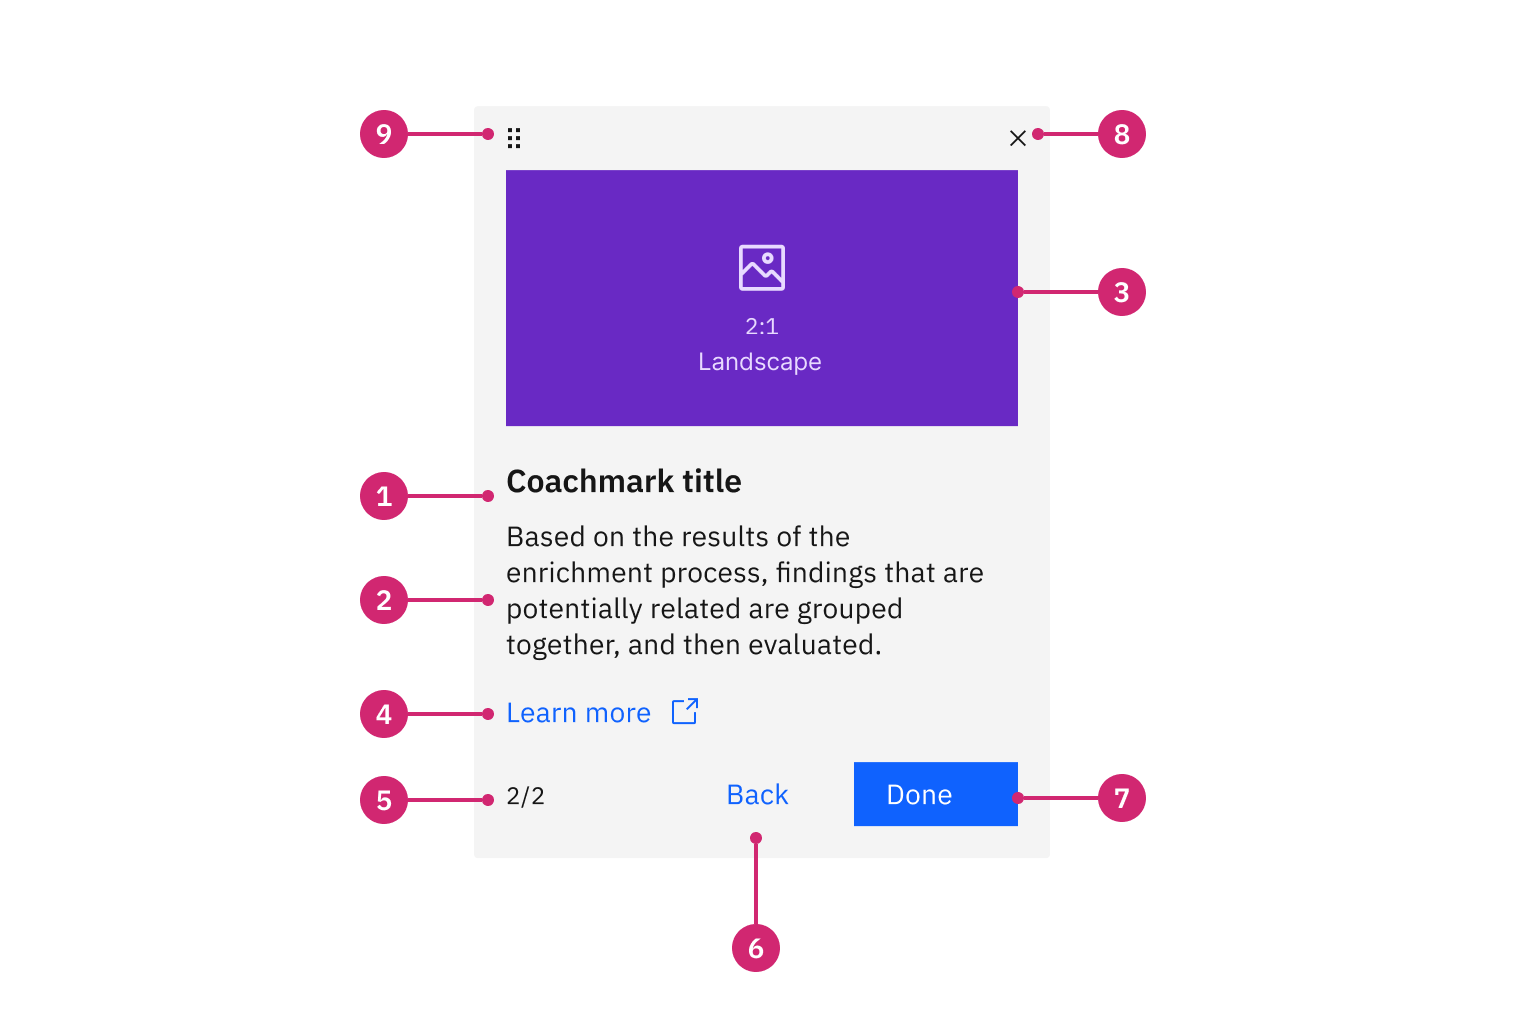 9
8
2:1
Landscape
3
1
Coachmark title
2
Based on the results of the
enrichment process, findings that are
potentially related are grouped
together, and then evaluated.
4
Learn more
5
2/2
Back
Done
7
6